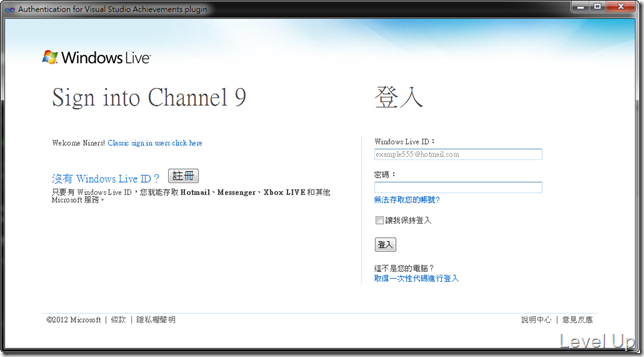 Authentication for Visual Studio Achievements plugin
Windows Live
Sign into Channel 9
Welcome Niners! Classic sign in users click here
沒有 Windows Live ID？ 註冊
只要有 Windows Live ID，您就能存取 Hotmail、Messenger、Xbox LIVE 和其他
Microsoft 服務。
登入
Windows Live ID：
example555@hotmail.com
密碼：
無法存取您的帳號?
讓我保持登入
登入
這不是您的電腦？
取得一次性代碼進行登入
©2012 Microsoft | 條款 | 隱私權聲明
說明中心 | 意見反應
Level Up